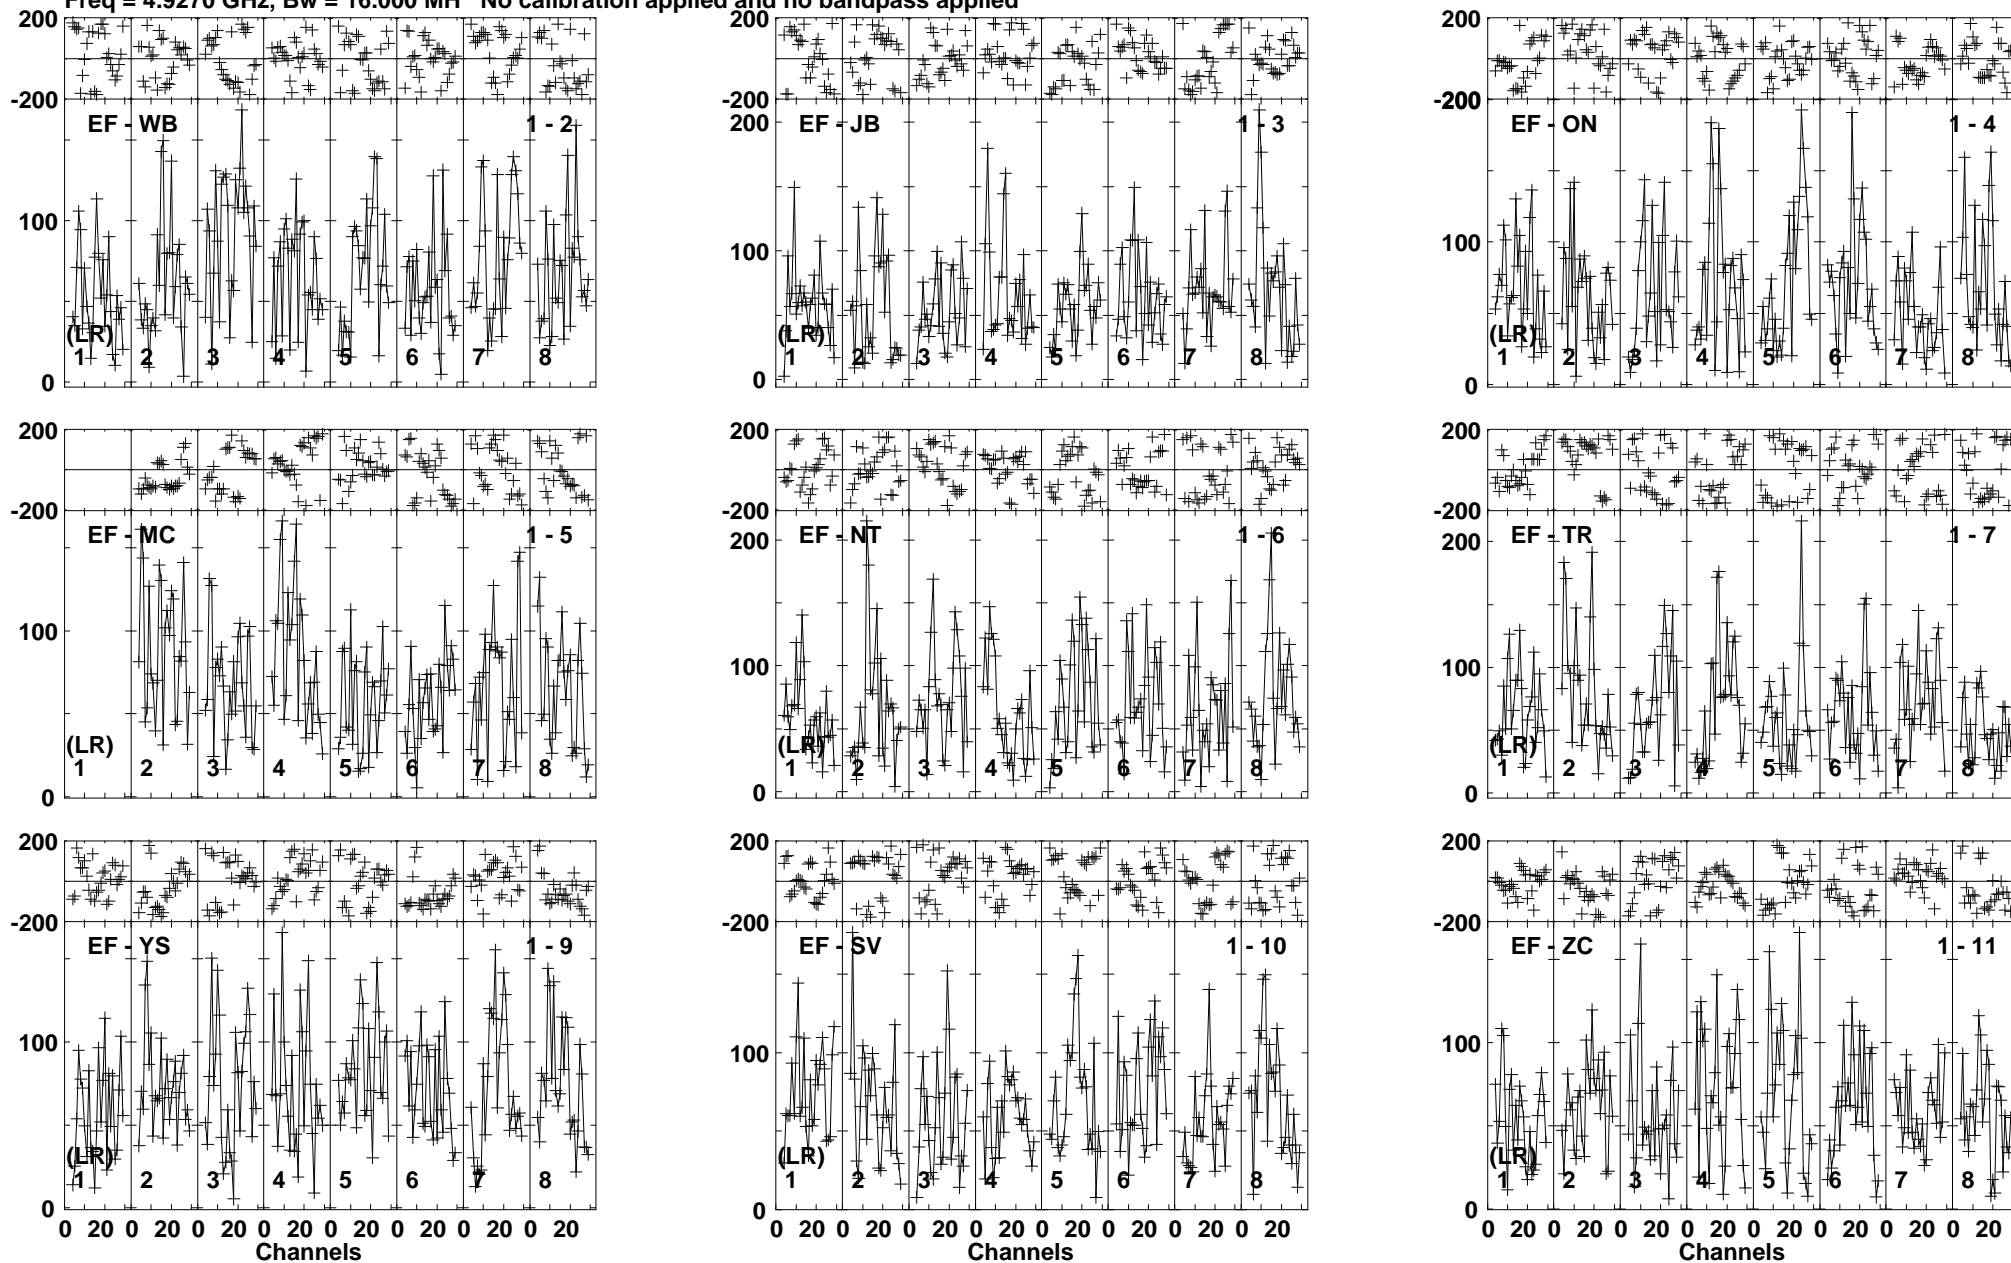 Freq = 4.9270 GHz, Bw = 16.000 MH No calibration applied and no bandpass applied
200
-200
EF - WB
1 - 2
100
0
(LR)
1 2 3 4 5 6 7 8
200
-200
200
EF - JB
1 - 3
100
0
(LR)
1 2 3 4 5 6 7 8
200
-200
200
EF - ON
1 - 4
100
0
(LR)
1 2 3 4 5 6 7 8
200
-200
EF - MC
1 - 5
100
0
(LR)
1 2 3 4 5 6 7 8
200
-200
200
EF - NT
1 - 6
100
0
(LR)
1 2 3 4 5 6 7 8
200
-200
200
EF - TR
1 - 7
100
0
(LR)
1 2 3 4 5 6 7 8
200
-200
EF - YS
1 - 9
100
0
(LR)
1 2 3 4 5 6 7 8
0 20 0 20 0 20 0 20 0 20 0 20 0 20 0 20
Channels
200
-200
EF - SV
1 - 10
100
0
(LR)
1 2 3 4 5 6 7 8
0 20 0 20 0 20 0 20 0 20 0 20 0 20 0 20
Channels
200
-200
EF - ZC
1 - 11
100
0
(LR)
1 2 3 4 5 6 7 8
0 20 0 20 0 20 0 20 0 20 0 20 0 20 0 20
Channels